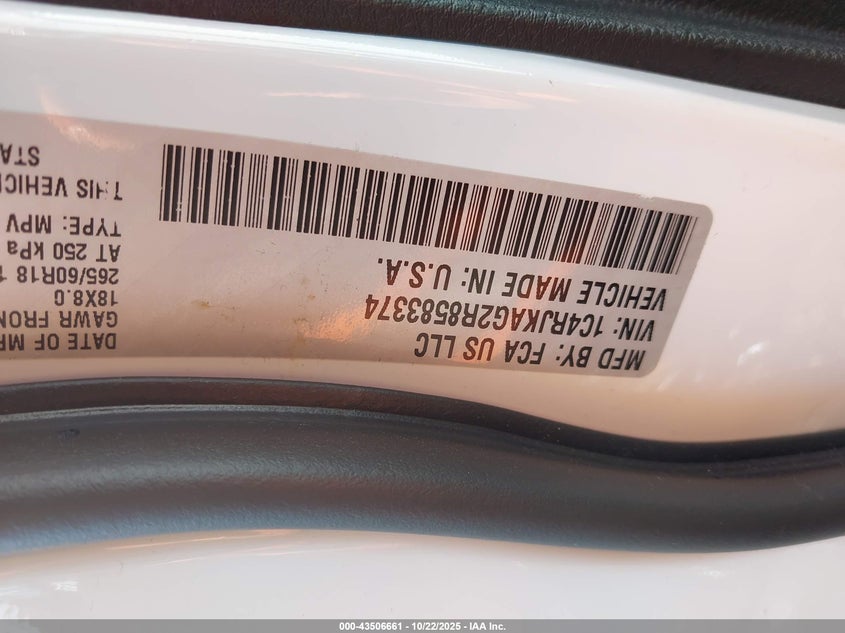 MFD BY: FCA US LLC
VIN: 1C4RJKAG2R8583374
VEHICLE MADE IN: U.S.A.
DATE OF MF
GAWR FRON
18X8.0
265/60R18 1
AT 250 kPa
TYPE: MPV
THIS VEHIC
STA
000-43506661 - 10/22/2025 - IAA Inc.